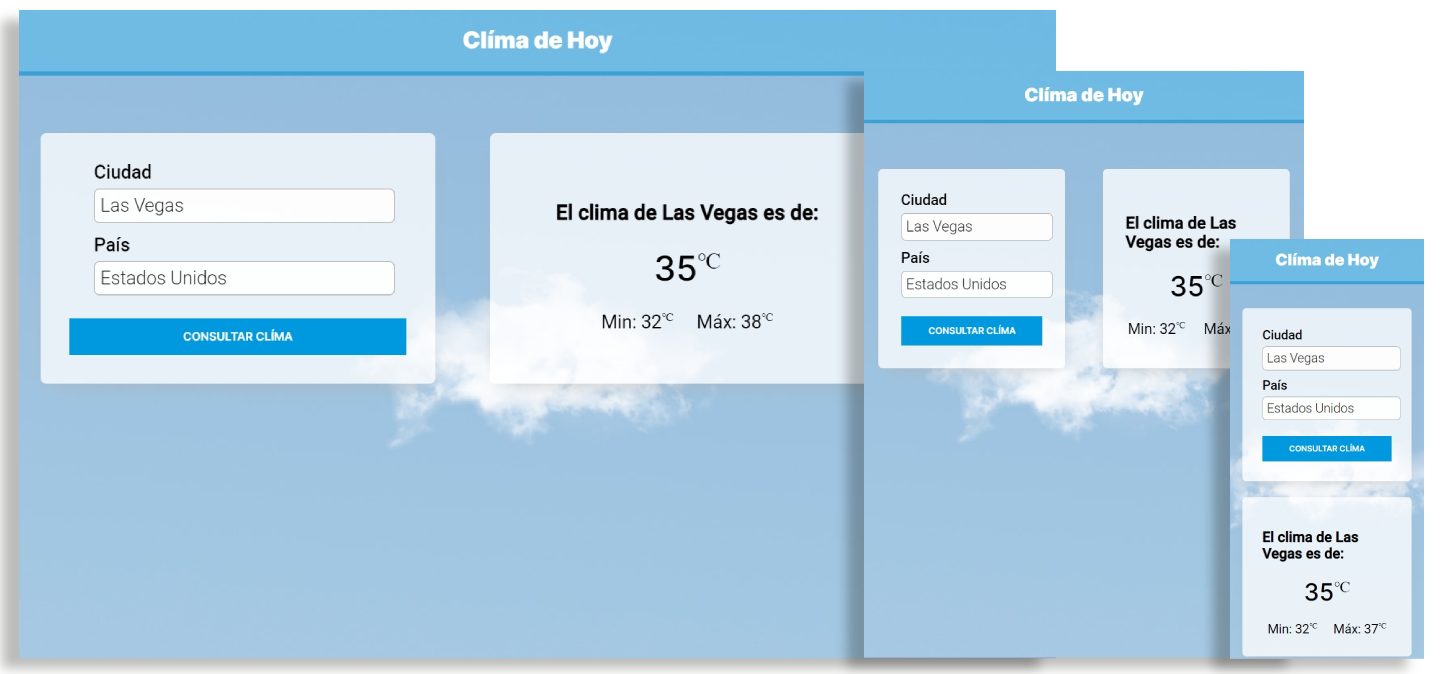 Clíma de Hoy
Ciudad
Las Vegas
País
Estados Unidos
CONSULTAR CLÍMA
El clima de Las Vegas es de:
35°C
Min: 32°C Máx: 38°C
Clíma de Hoy
Ciudad
Las Vegas
País
Estados Unidos
CONSULTAR CLÍMA
El clima de Las
Vegas es de:
35°C
Min: 32°C Máx
Clíma de Hoy
Ciudad
Las Vegas
País
Estados Unidos
CONSULTAR CLÍMA
El clima de Las
Vegas es de:
35°C
Min: 32°C Máx: 37°C